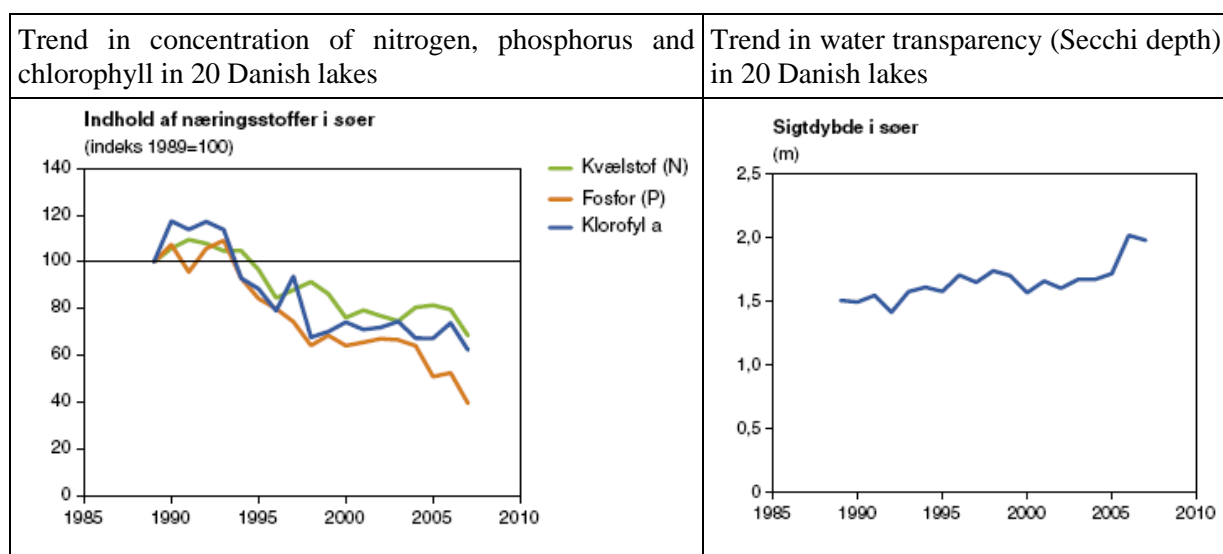 Trend in concentration of nitrogen, phosphorus and
chlorophyll in 20 Danish lakes
Trend in water transparency (Secchi depth)
in 20 Danish lakes
Indhold af næringsstoffer i søer
(indeks 1989=100)
140
120
100
80
60
40
20
0
1985
1990
1995
2000
2005
2010
Kvælstof (N)
Fosfor (P)
Klorofyl a
Sigtdybde i søer
(m)
2,5
2,0
1,5
1,0
0,5
0
1985
1990
1995
2000
2005
2010